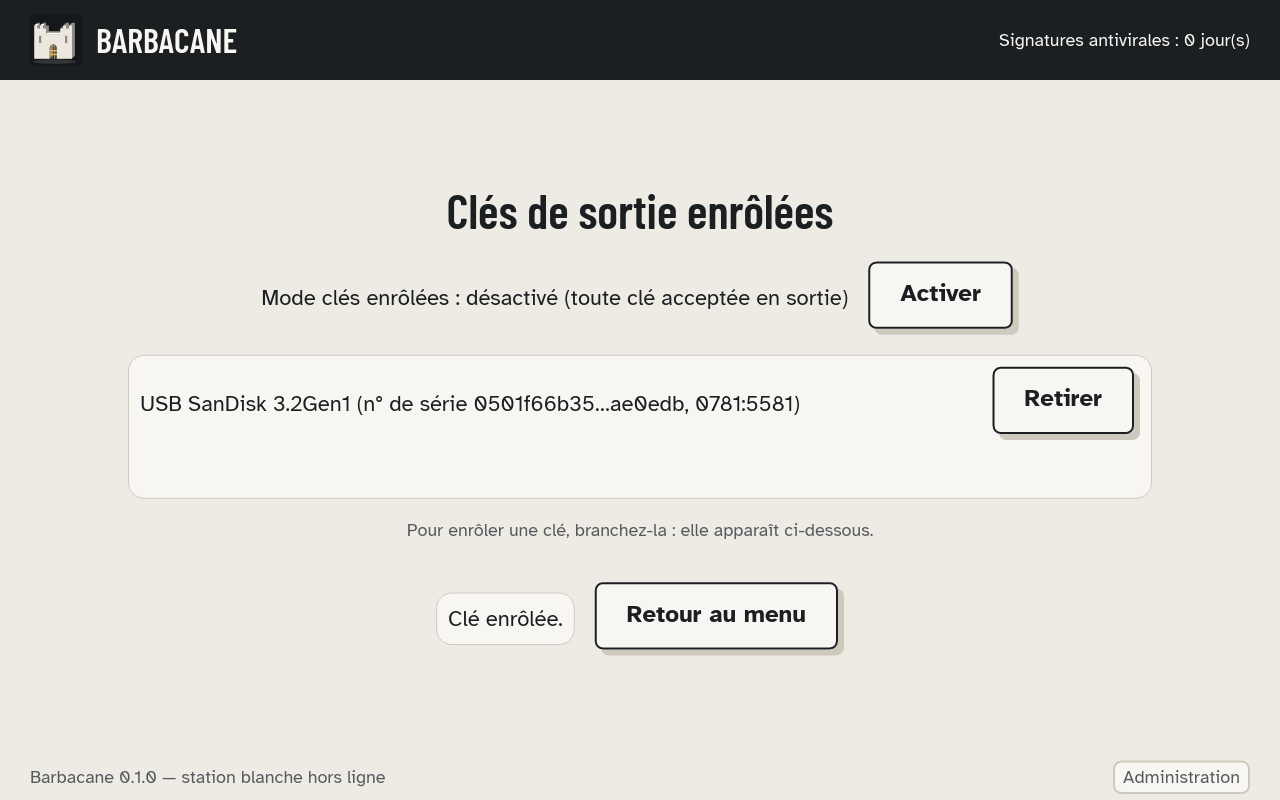 BARBACANE
Signatures antivirales : 0 jour(s)
Clés de sortie enrôlées
Mode clés enrôlées : désactivé (toute clé acceptée en sortie)
Activer
USB SanDisk 3.2Gen1 (n° de série 0501f66b35...ae0edb, 0781:5581)
Retirer
Pour enrôler une clé, branchez-la : elle apparaît ci-dessous.
Clé enrôlée.
Retour au menu
Barbacane 0.1.0 — station blanche hors ligne
Administration